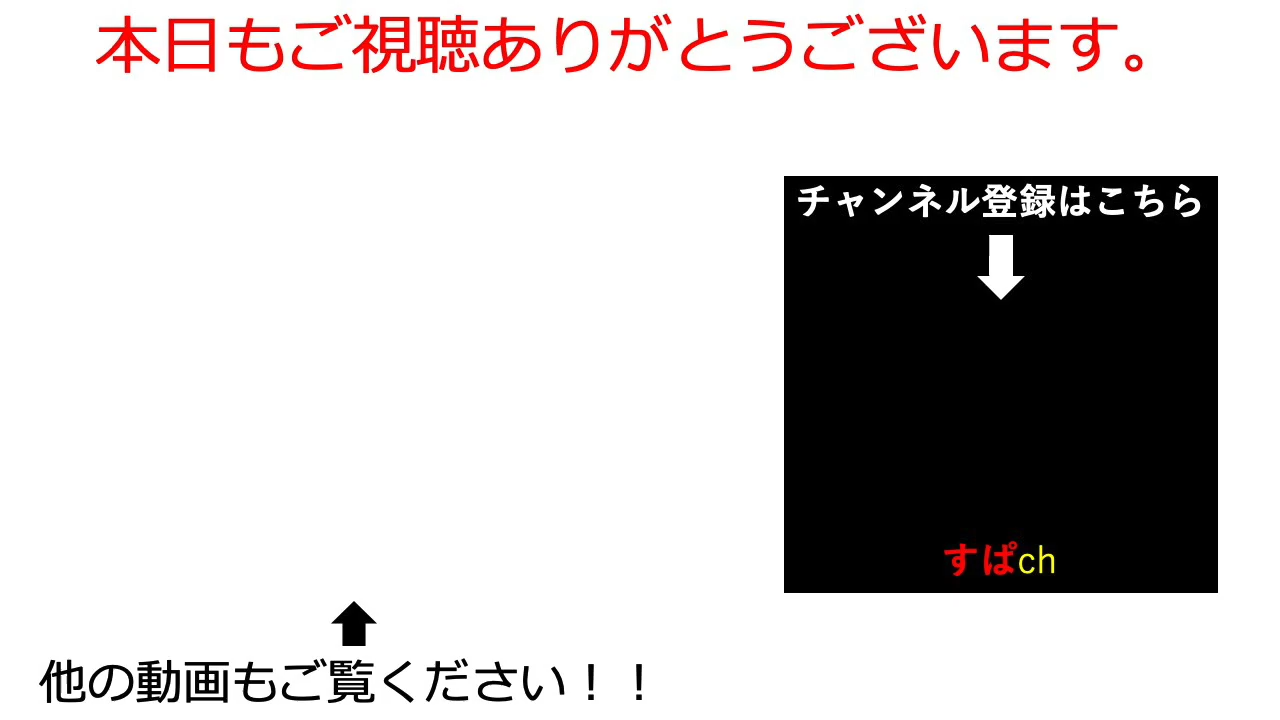 本日もご視聴ありがとうございます。
チャンネル登録はこちら
すぱch
他の動画もご覧ください！！